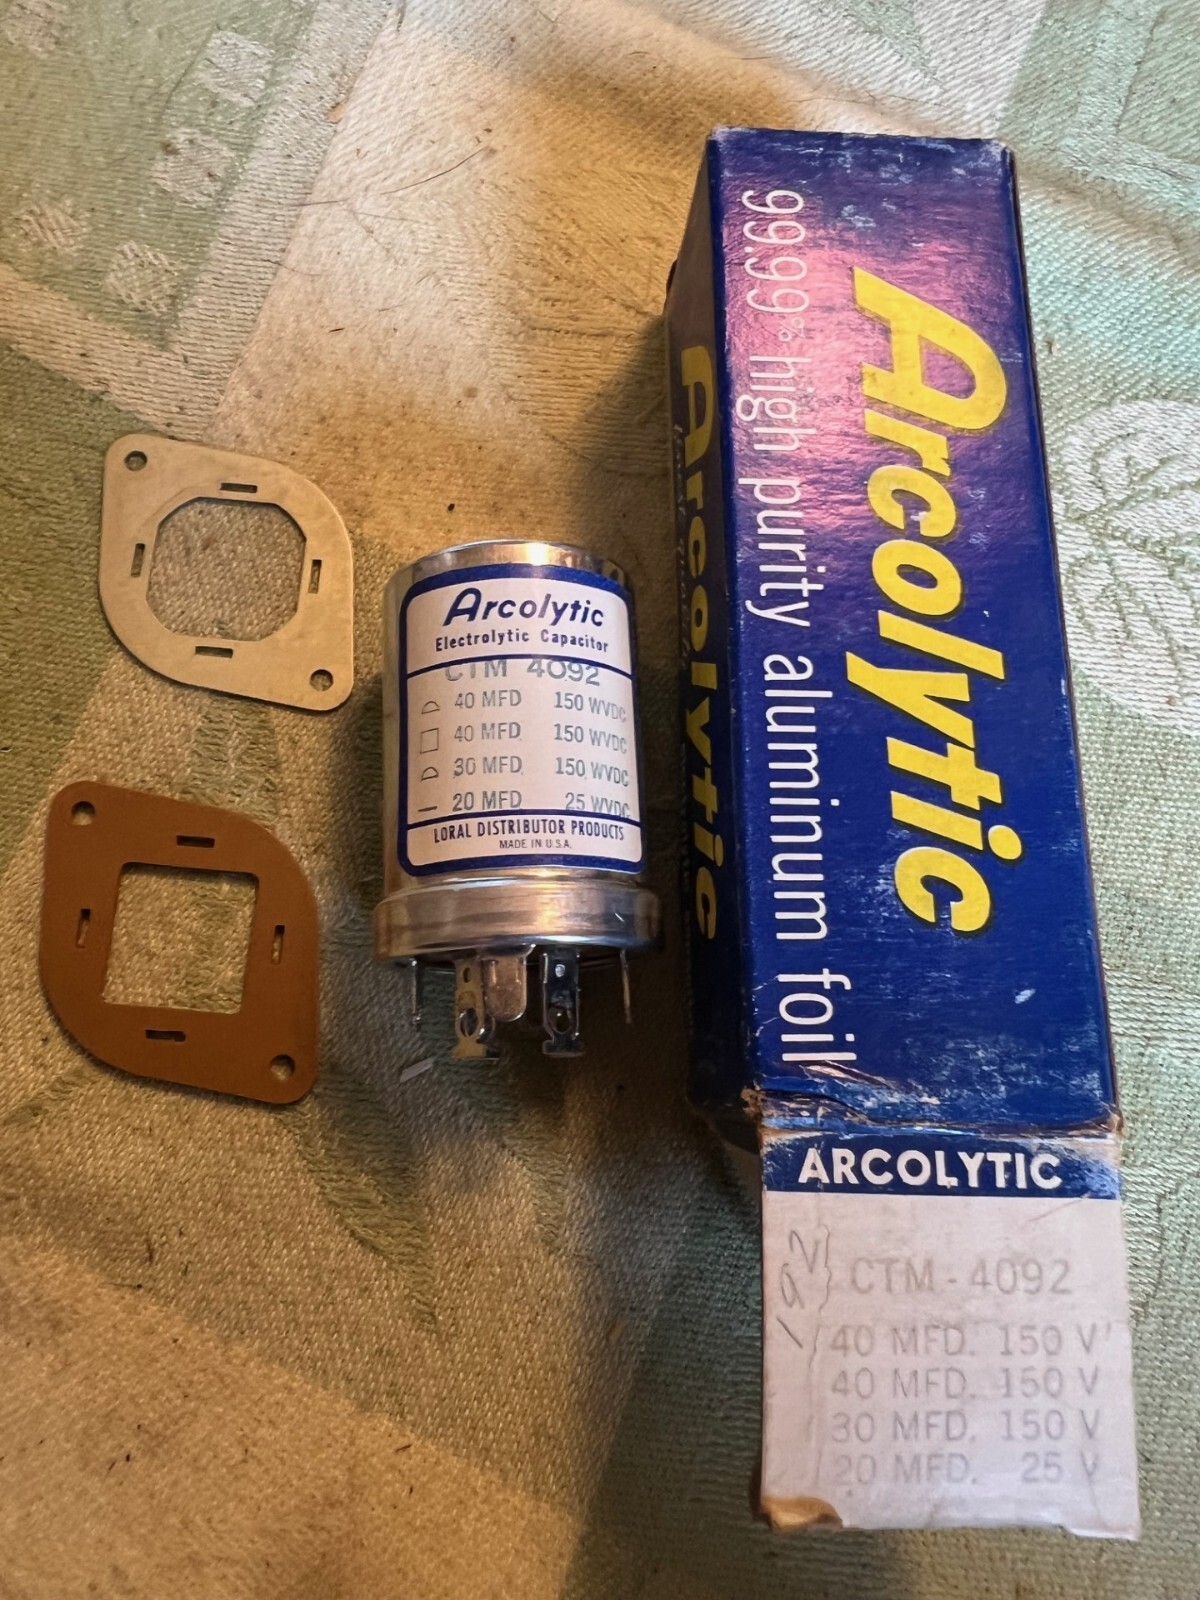 Arcolytic
Electrolytic Capacitor
CTM 4092
40 MFD 150 WVDC
40 MFD 150 WVDC
30 MFD. 150 WVDC
20 MFD 25 WVDC
LORAL DISTRIBUTOR PRODUCTS
MADE IN U.S.A.
Arcolytic
99.99% high purity aluminum foil
Arcolytic
ARCOLYTIC
CTM-4092
40 MFD. 150 V
40 MFD. 150 V
30 MFD. 150 V
20 MFD. 25 V